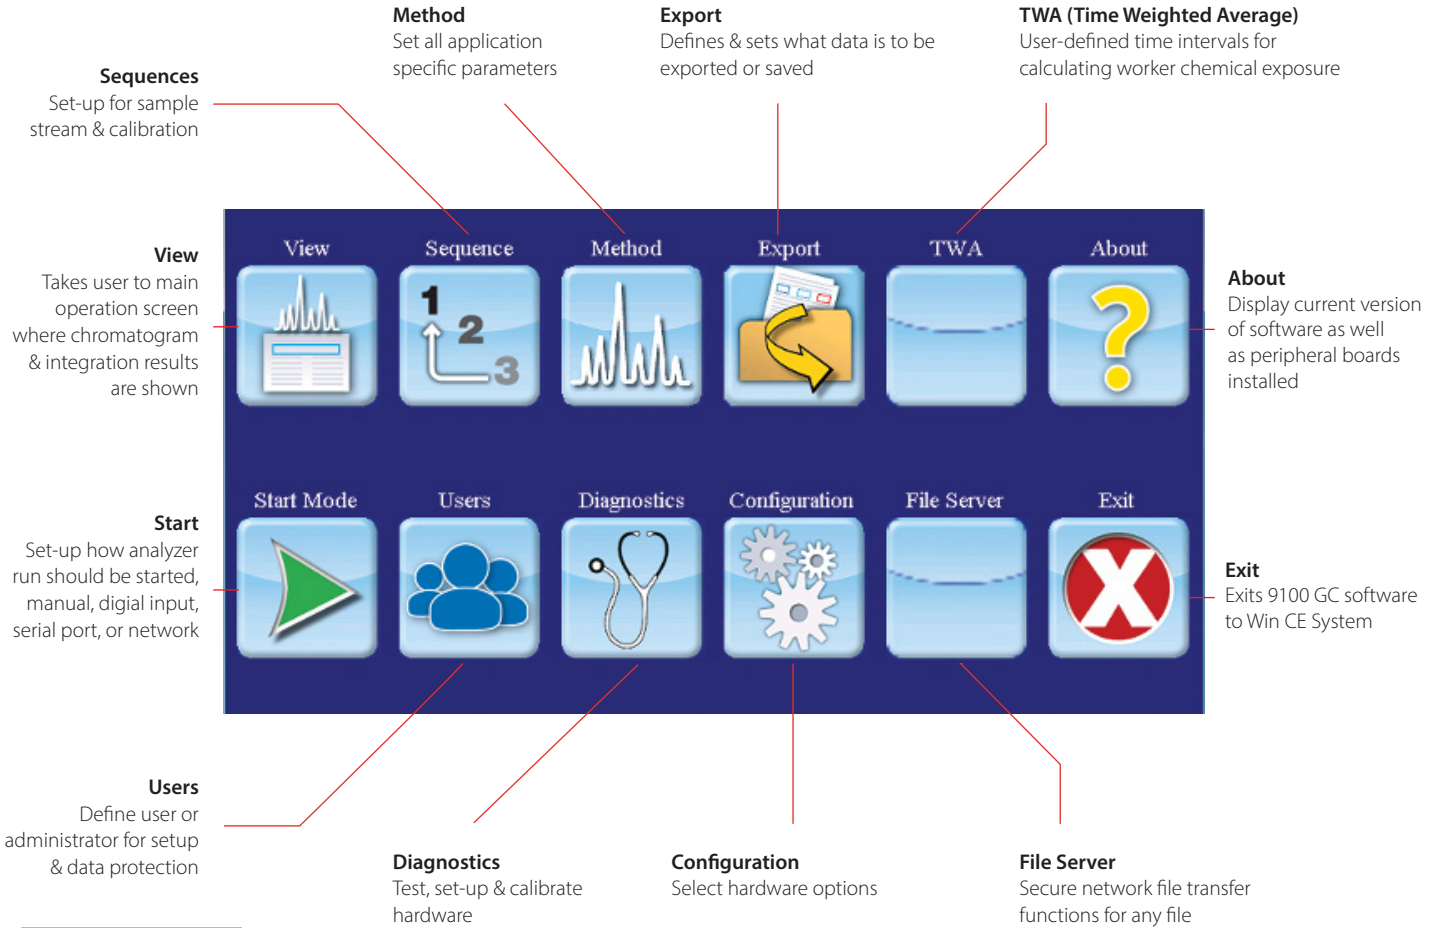 Method
Set all application
specific parameters
Export
Defines & sets what data is to be
exported or saved
TWA (Time Weighted Average)
User-defined time intervals for
calculating worker chemical exposure
Sequences
Set-up for sample
stream & calibration
View
Takes user to main
operation screen
where chromatogram
& integration results
are shown
View
Sequence
Method
Export
TWA
About
1
2
3
?
About
Display current version
of software as well
as peripheral boards
installed
Start
Set-up how analyzer
run should be started,
manual, digial input,
serial port, or network
Start Mode
Users
Diagnostics
Configuration
File Server
Exit
X
Exit
Exits 9100 GC software
to Win CE System
Users
Define user or
administrator for setup
& data protection
Diagnostics
Test, set-up & calibrate
hardware
Configuration
Select hardware options
File Server
Secure network file transfer
functions for any file